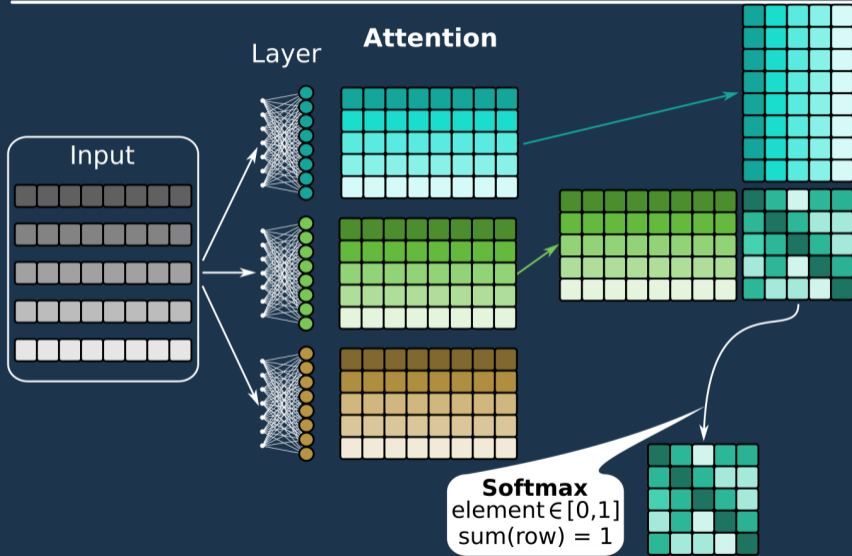 Attention
Layer
Input
Softmax
element∈[0,1]
sum(row) = 1